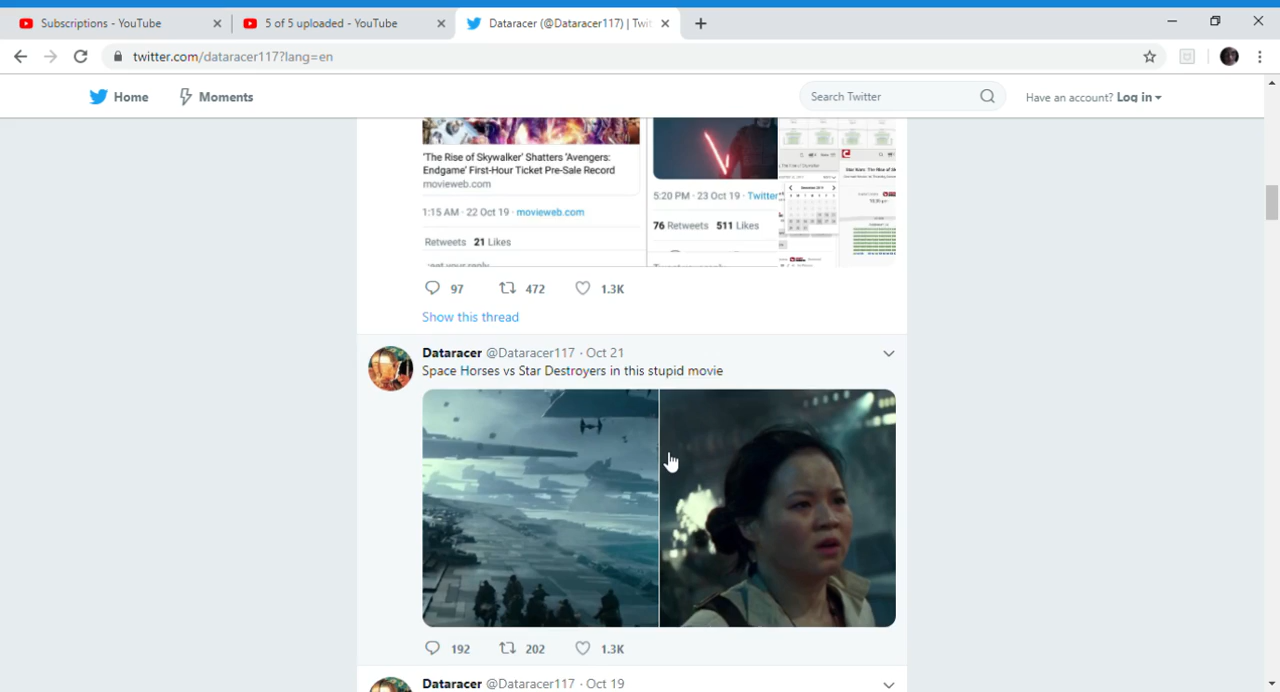 Subscriptions - YouTube
5 of 5 uploaded - YouTube
Dataracer (@Dataracer117) | Twit
twitter.com/dataracer117?lang=en
Home
Moments
Search Twitter
Have an account? Log in
'The Rise of Skywalker' Shatters 'Avengers:
Endgame' First-Hour Ticket Pre-Sale Record
movieweb.com
1:15 AM · 22 Oct 19 · movieweb.com
Retweets 21 Likes
5:20 PM · 23 Oct 19 · Twitter
76 Retweets 511 Likes
97 472 1.3K
Show this thread
Dataracer @Dataracer117 · Oct 21
Space Horses vs Star Destroyers in this stupid movie
192 202 1.3K
Dataracer @Dataracer117 · Oct 19